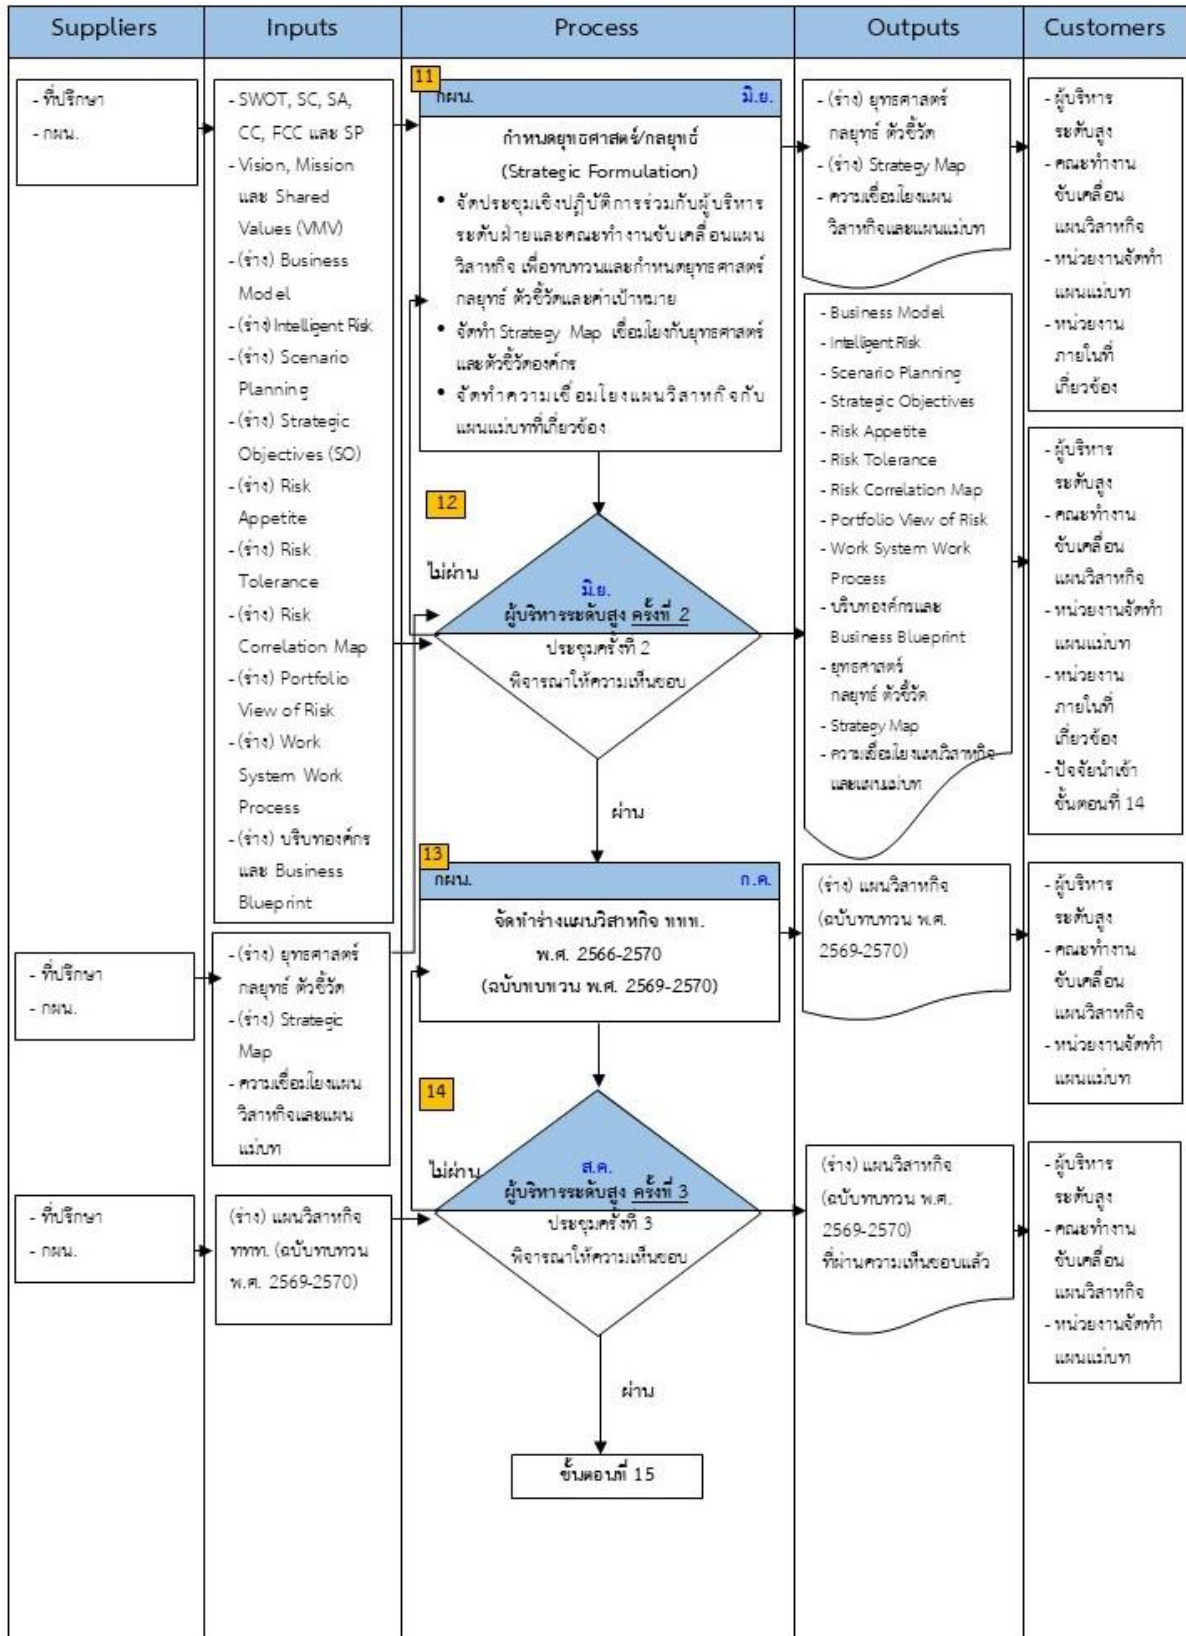 Suppliers
Inputs
Process
Outputs
Customers
- ที่ปรึกษา
- กผน.
- SWOT, SC, SA,
CC, FCC และ SP
- Vision, Mission
และ Shared
Values (VMV)
- (ร่าง) Business
Model
- (ร่าง) Intelligent Risk
- (ร่าง) Scenario
Planning
- (ร่าง) Strategic
Objectives (SO)
- (ร่าง) Risk
Appetite
- (ร่าง) Risk
Tolerance
- (ร่าง) Risk
Correlation Map
- (ร่าง) Portfolio
View of Risk
- (ร่าง) Work
System Work
Process
- (ร่าง) บริบทองค์กร
และ Business
Blueprint
11
กผน. มิ.ย.
กำหนดยุทธศาสตร์/กลยุทธ์
(Strategic Formulation)
• จัดประชุมเชิงปฏิบัติการร่วมกับผู้บริหาร
ระดับฝ่ายและคณะทำงานขับเคลื่อนแผน
วิสาหกิจ เพื่อทบทวนและกำหนดยุทธศาสตร์
กลยุทธ์ ตัวชี้วัดและค่าเป้าหมาย
• จัดทำ Strategy Map เชื่อมโยงกับยุทธศาสตร์
และตัวชี้วัดองค์กร
• จัดทำความเชื่อมโยงแผนวิสาหกิจกับ
แผนแม่บทที่เกี่ยวข้อง
- (ร่าง) ยุทธศาสตร์
กลยุทธ์ ตัวชี้วัด
- (ร่าง) Strategy Map
- ความเชื่อมโยงแผน
วิสาหกิจและแผนแม่บท
- ผู้บริหาร
ระดับสูง
- คณะทำงาน
ขับเคลื่อน
แผนวิสาหกิจ
- หน่วยงานจัดทำ
แผนแม่บท
- หน่วยงาน
ภายในที่
เกี่ยวข้อง
12
ไม่ผ่าน
มิ.ย.
ผู้บริหารระดับสูง ครั้งที่ 2
ประชุมครั้งที่ 2
พิจารณาให้ความเห็นชอบ
ผ่าน
- Business Model
- Intelligent Risk
- Scenario Planning
- Strategic Objectives
- Risk Appetite
- Risk Tolerance
- Risk Correlation Map
- Portfolio View of Risk
- Work System Work
Process
- บริบทองค์กรและ
Business Blueprint
- ยุทธศาสตร์
กลยุทธ์ ตัวชี้วัด
- Strategy Map
- ความเชื่อมโยงแผนวิสาหกิจ
และแผนแม่บท
- ผู้บริหาร
ระดับสูง
- คณะทำงาน
ขับเคลื่อน
แผนวิสาหกิจ
- หน่วยงานจัดทำ
แผนแม่บท
- หน่วยงาน
ภายในที่
เกี่ยวข้อง
- ปัจจัยนำเข้า
ขั้นตอนที่ 14
- ที่ปรึกษา
- กผน.
- (ร่าง) ยุทธศาสตร์
กลยุทธ์ ตัวชี้วัด
- (ร่าง) Strategic
Map
- ความเชื่อมโยงแผน
วิสาหกิจและแผน
แม่บท
13
กผน. ก.ค.
จัดทำร่างแผนวิสาหกิจ ททท.
พ.ศ. 2566-2570
(ฉบับทบทวน พ.ศ. 2569-2570)
(ร่าง) แผนวิสาหกิจ
(ฉบับทบทวน พ.ศ.
2569-2570)
- ผู้บริหาร
ระดับสูง
- คณะทำงาน
ขับเคลื่อน
แผนวิสาหกิจ
- หน่วยงานจัดทำ
แผนแม่บท
- ที่ปรึกษา
- กผน.
(ร่าง) แผนวิสาหกิจ
ททท. (ฉบับทบทวน
พ.ศ. 2569-2570)
14
ไม่ผ่าน
ส.ค.
ผู้บริหารระดับสูง ครั้งที่ 3
ประชุมครั้งที่ 3
พิจารณาให้ความเห็นชอบ
ผ่าน
ขั้นตอนที่ 15
(ร่าง) แผนวิสาหกิจ
(ฉบับทบทวน พ.ศ.
2569-2570)
ที่ผ่านความเห็นชอบแล้ว
- ผู้บริหาร
ระดับสูง
- คณะทำงาน
ขับเคลื่อน
แผนวิสาหกิจ
- หน่วยงานจัดทำ
แผนแม่บท